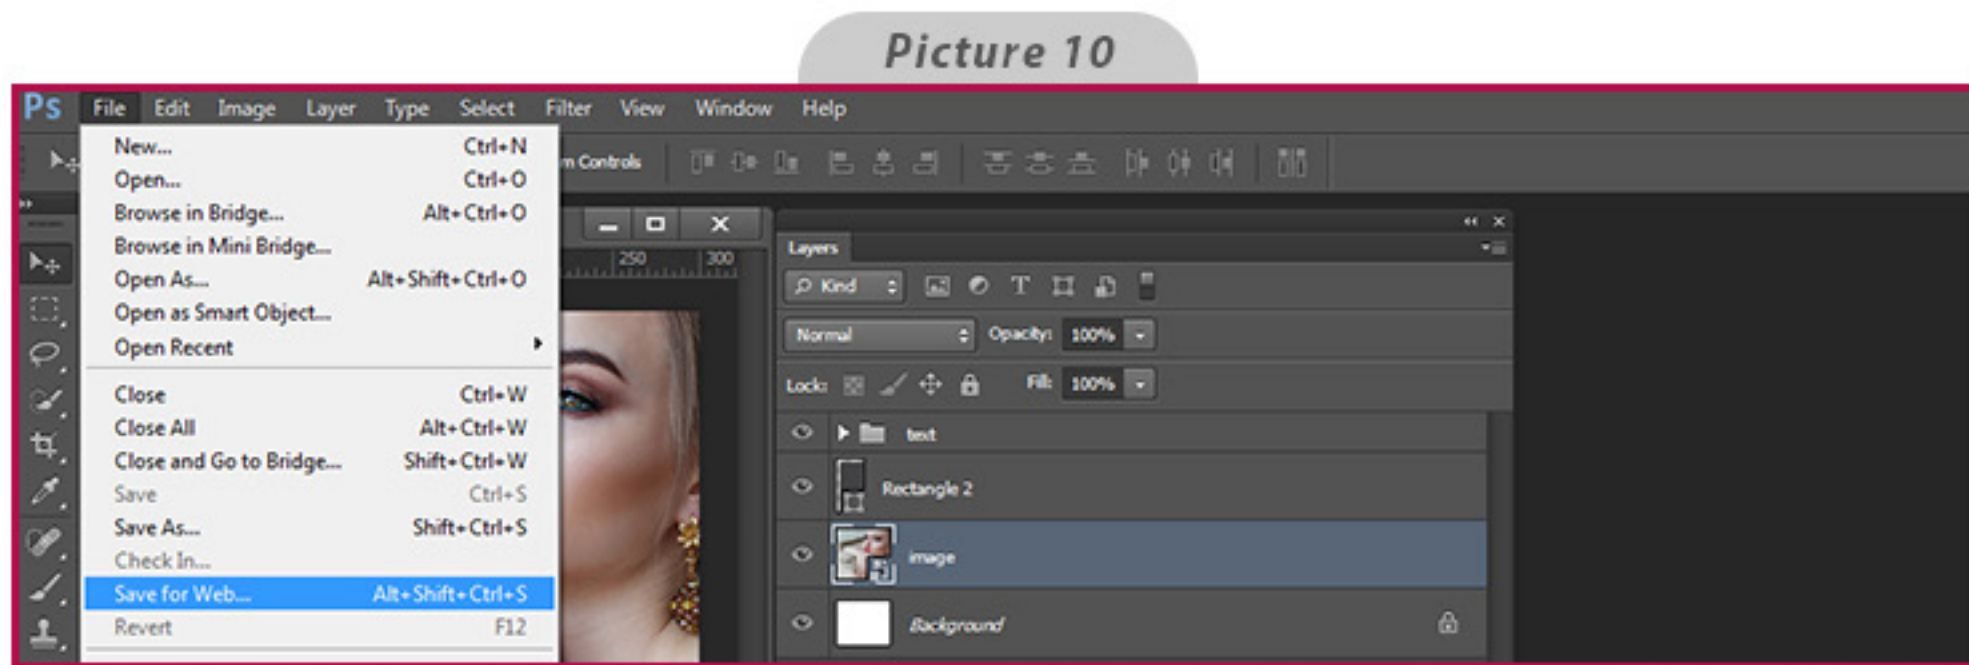 Picture 10
Ps File Edit Image Layer Type Select Filter View Window Help
m Controls
New... Ctrl+N
Open... Ctrl+O
Browse in Bridge... Alt+Ctrl+O
Browse in Mini Bridge...
Open As... Alt+Shift+Ctrl+O
Open as Smart Object...
Open Recent
Close Ctrl+W
Close All Alt+Ctrl+W
Close and Go to Bridge... Shift+Ctrl+W
Save Ctrl+S
Save As... Shift+Ctrl+S
Check In...
Save for Web... Alt+Shift+Ctrl+S
Revert F12
250 300
Layers
Kind T
Normal Opacity: 100%
Lock: Fill: 100%
text
Rectangle 2
image
Background